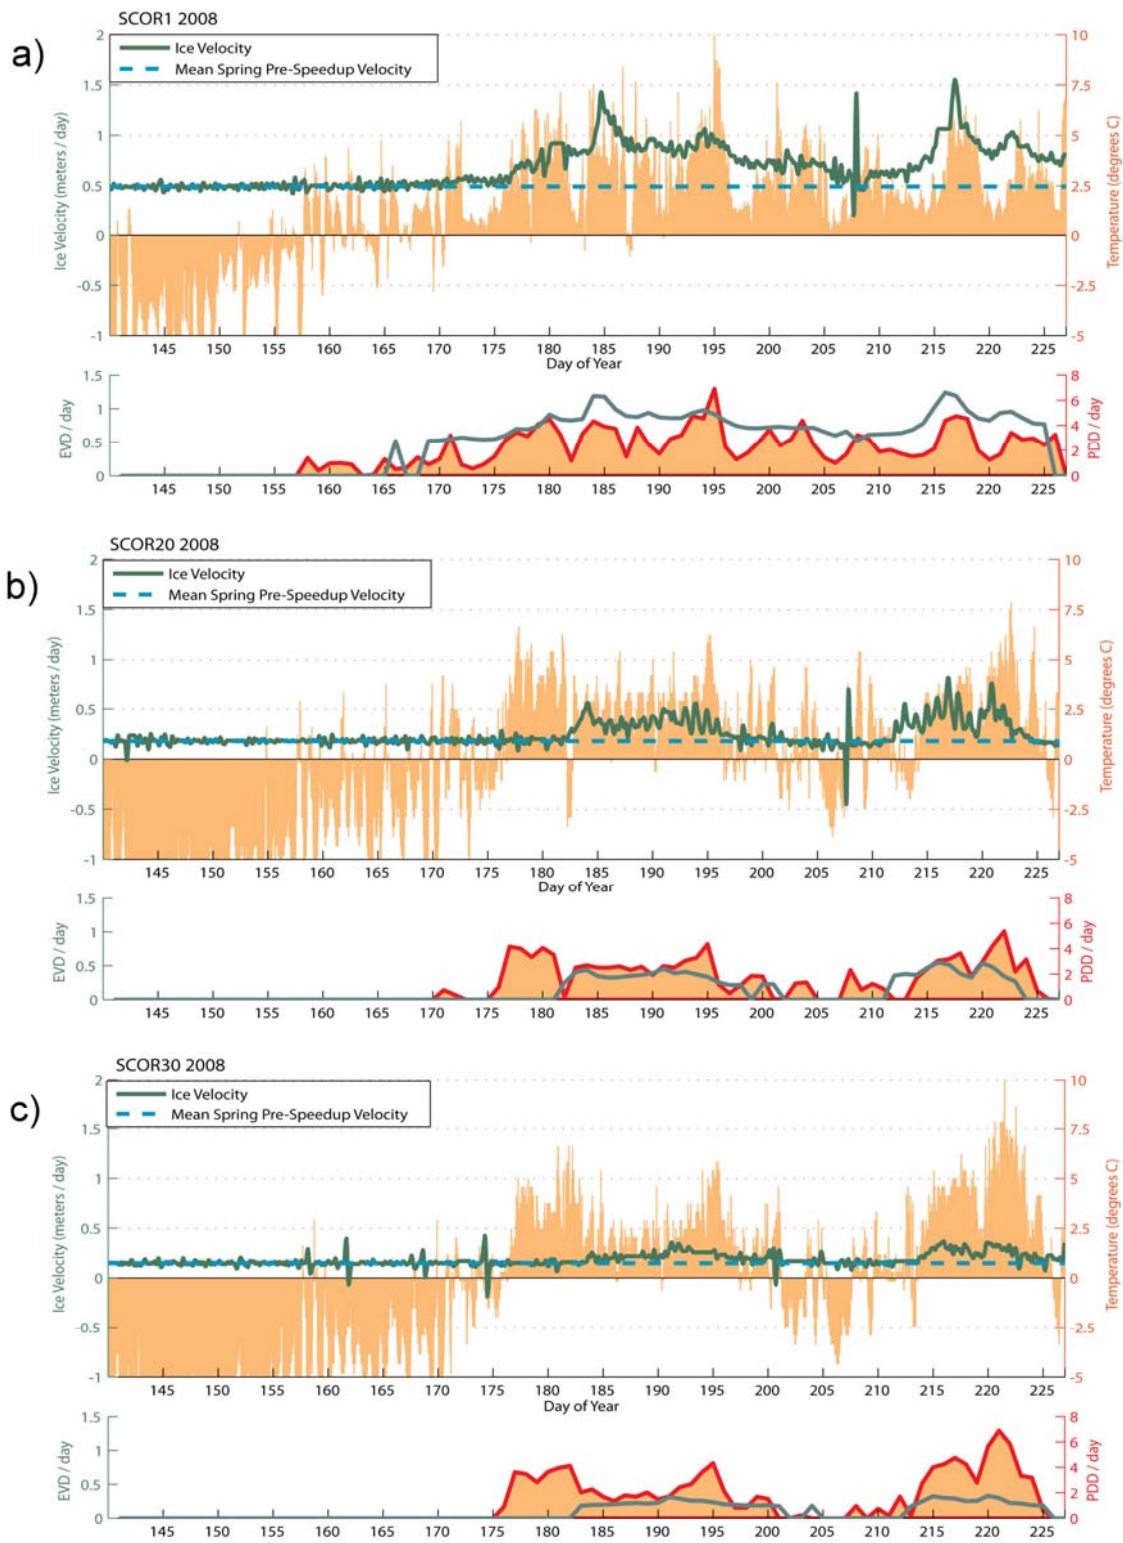 a)
SCOR1 2008
Ice Velocity
Mean Spring Pre-Speedup Velocity
Ice Velocity (meters / day)
2
1.5
1
0.5
0
-0.5
-1
Temperature (degrees C)
10
7.5
5
2.5
0
-2.5
-5
145 150 155 160 165 170 175 180 185 190 195 200 205 210 215 220 225
Day of Year
EVD / day
1.5
1
0.5
0
PDD / day
8
6
4
2
0
145 150 155 160 165 170 175 180 185 190 195 200 205 210 215 220 225
b)
SCOR20 2008
Ice Velocity
Mean Spring Pre-Speedup Velocity
Ice Velocity (meters / day)
2
1.5
1
0.5
0
-0.5
-1
Temperature (degrees C)
10
7.5
5
2.5
0
-2.5
-5
145 150 155 160 165 170 175 180 185 190 195 200 205 210 215 220 225
Day of Year
EVD / day
1.5
1
0.5
0
PDD / day
8
6
4
2
0
145 150 155 160 165 170 175 180 185 190 195 200 205 210 215 220 225
c)
SCOR30 2008
Ice Velocity
Mean Spring Pre-Speedup Velocity
Ice Velocity (meters / day)
2
1.5
1
0.5
0
-0.5
-1
Temperature (degrees C)
10
7.5
5
2.5
0
-2.5
-5
145 150 155 160 165 170 175 180 185 190 195 200 205 210 215 220 225
Day of Year
EVD / day
1.5
1
0.5
0
PDD / day
8
6
4
2
0
145 150 155 160 165 170 175 180 185 190 195 200 205 210 215 220 225